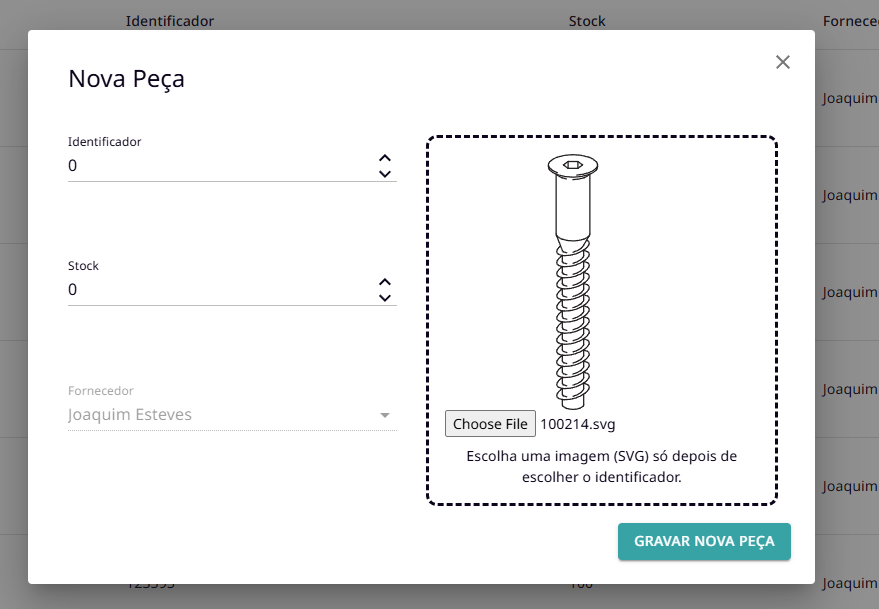 Identificador
Stock
Nova Peça
Identificador
0
Stock
0
Fornecedor
Joaquim Esteves
Choose File 100214.svg
Escolha uma imagem (SVG) só depois de
escolher o identificador.
GRAVAR NOVA PEÇA
Joaquim
Joaquim
Joaquim
Joaquim
Joaquim
Joaquim